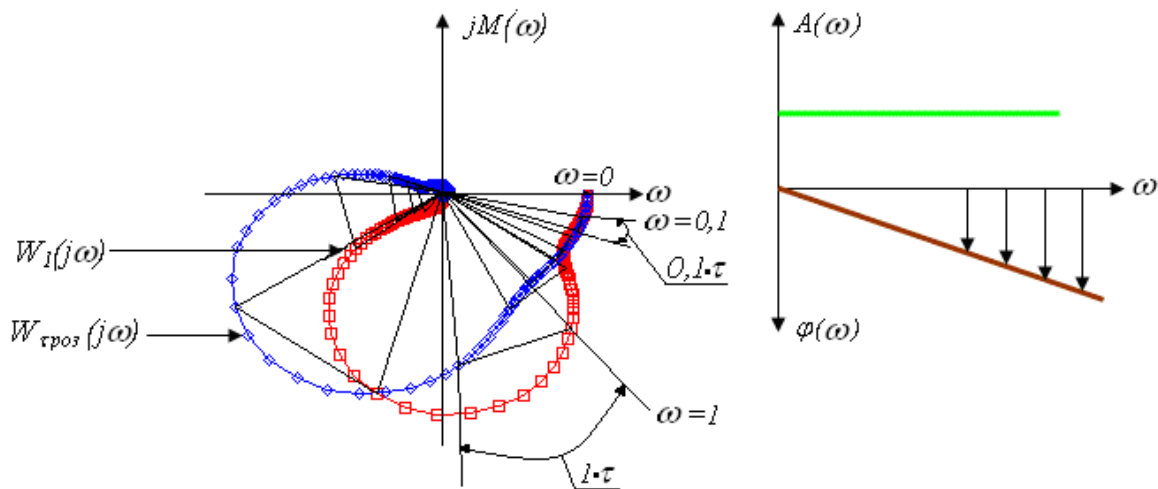 jM(ω)
A(ω)
ω=0
ω
ω
ω=0,1
W1(jω)
0,1·τ
Wτроз(jω)
φ(ω)
ω=1
1·τ